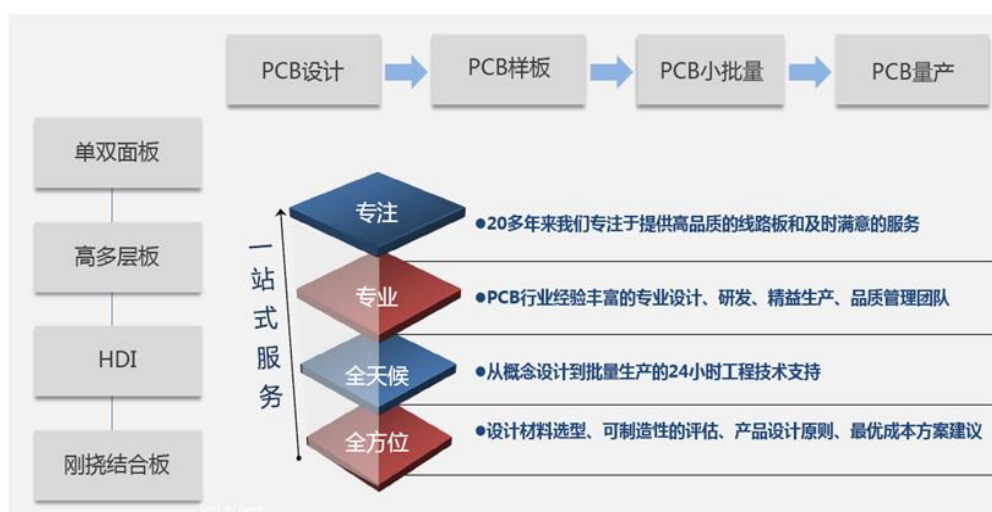 PCB设计
PCB样板
PCB小批量
PCB量产
单双面板
高多层板
HDI
刚挠结合板
一站式服务
专注
●20多年来我们专注于提供高品质的线路板和及时满意的服务
专业
●PCB行业经验丰富的专业设计、研发、精益生产、品质管理团队
全天候
●从概念设计到批量生产的24小时工程技术支持
全方位
●设计材料选型、可制造性的评估、产品设计原则、最优成本方案建议